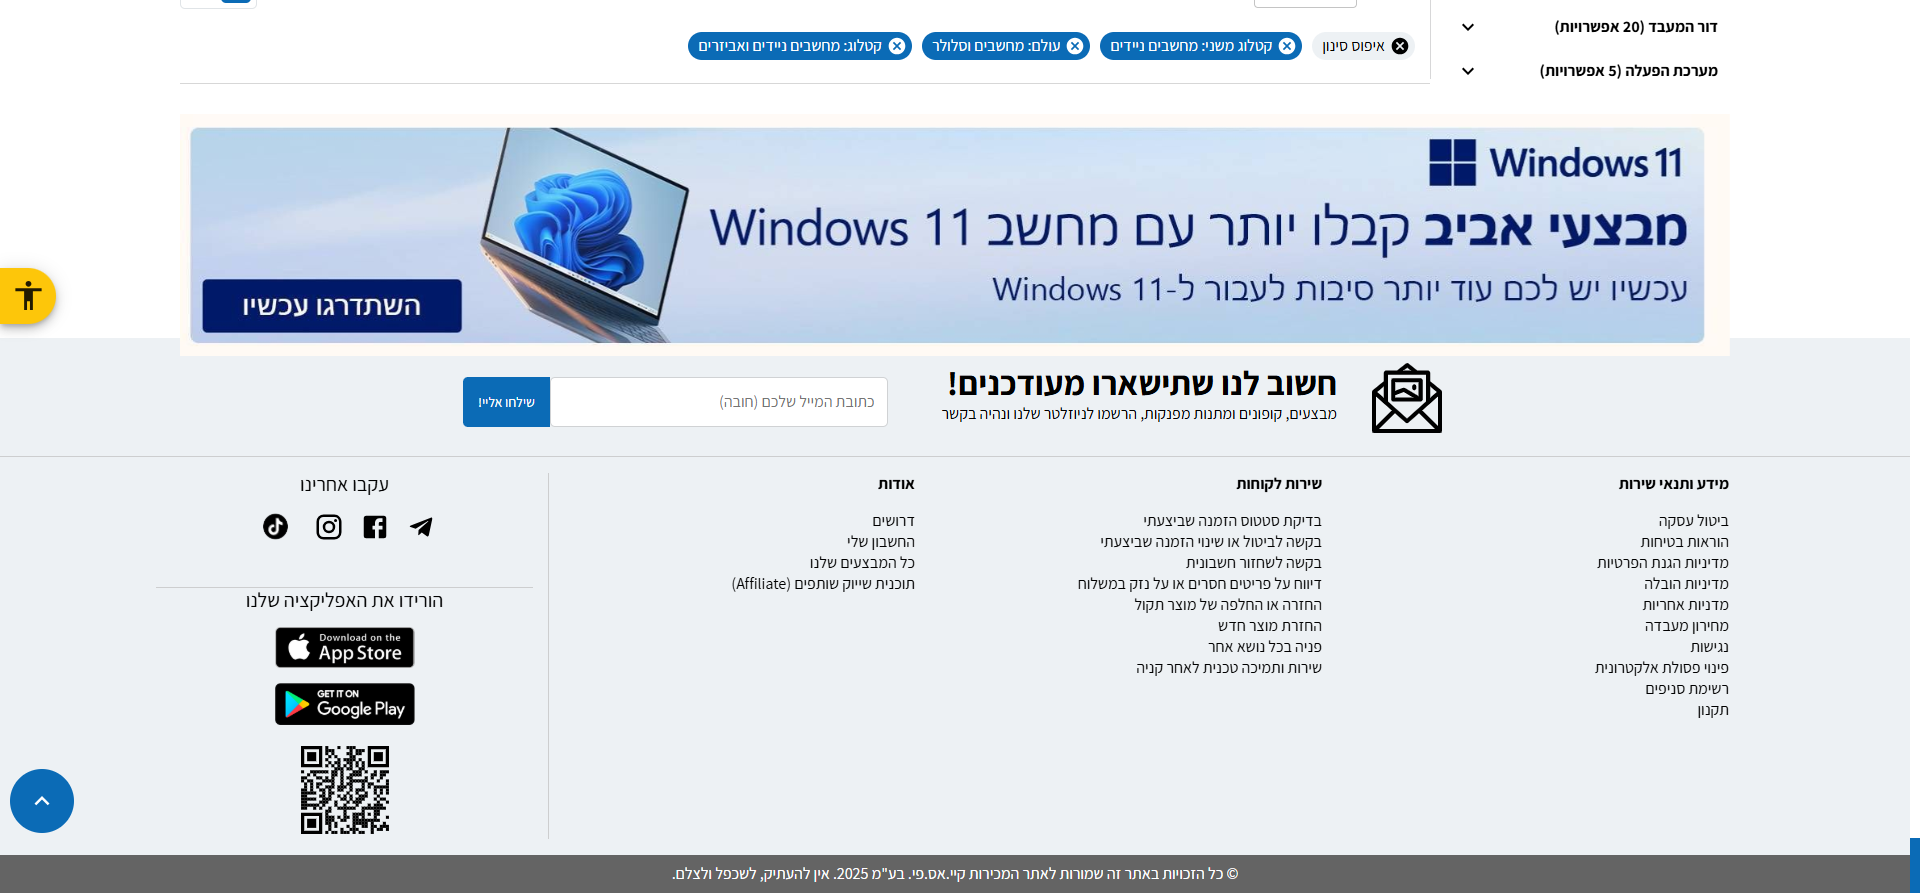 דור המעבד (20 אפשרויות)
מערכת הפעלה (5 אפשרויות)
איפוס סינון
קטלוג משני: מחשבים ניידים
עולם: מחשבים וסלולר
קטלוג: מחשבים ניידים ואביזרים
Windows 11
מבצעי אביב קבלו יותר עם מחשב Windows 11
עכשיו יש לכם עוד יותר סיבות לעבור ל-Windows 11
השתדרגו עכשיו
חשוב לנו שתישארו מעודכנים!
מבצעים, קופונים ומתנות מפנקות, הרשמו לניוזלטר שלנו ונהיה בקשר
כתובת המייל שלכם (חובה)
שילחו אליי!
מידע ותנאי שירות
ביטול עסקה
הוראות בטיחות
מדיניות הגנת הפרטיות
מדיניות הובלה
מדניות אחריות
מחירון מעבדה
נגישות
פינוי פסולת אלקטרונית
רשימת סניפים
תקנון
שירות לקוחות
בדיקת סטטוס הזמנה שביצעתי
בקשה לביטול או שינוי הזמנה שביצעתי
בקשה לשחזור חשבונית
דיווח על פריטים חסרים או על נזק במשלוח
החזרה או החלפה של מוצר תקול
החזרת מוצר חדש
פניה בכל נושא אחר
שירות ותמיכה טכנית לאחר קניה
אודות
דרושים
החשבון שלי
כל המבצעים שלנו
תוכנית שייוק שותפים (Affiliate)
עקבו אחרינו
הורידו את האפליקציה שלנו
Download on the
App Store
GET IT ON
Google Play
© כל הזכויות באתר זה שמורות לאתר המכירות קיי.אס.פי. בע"מ 2025. אין להעתיק, לשכפל ולצלם.